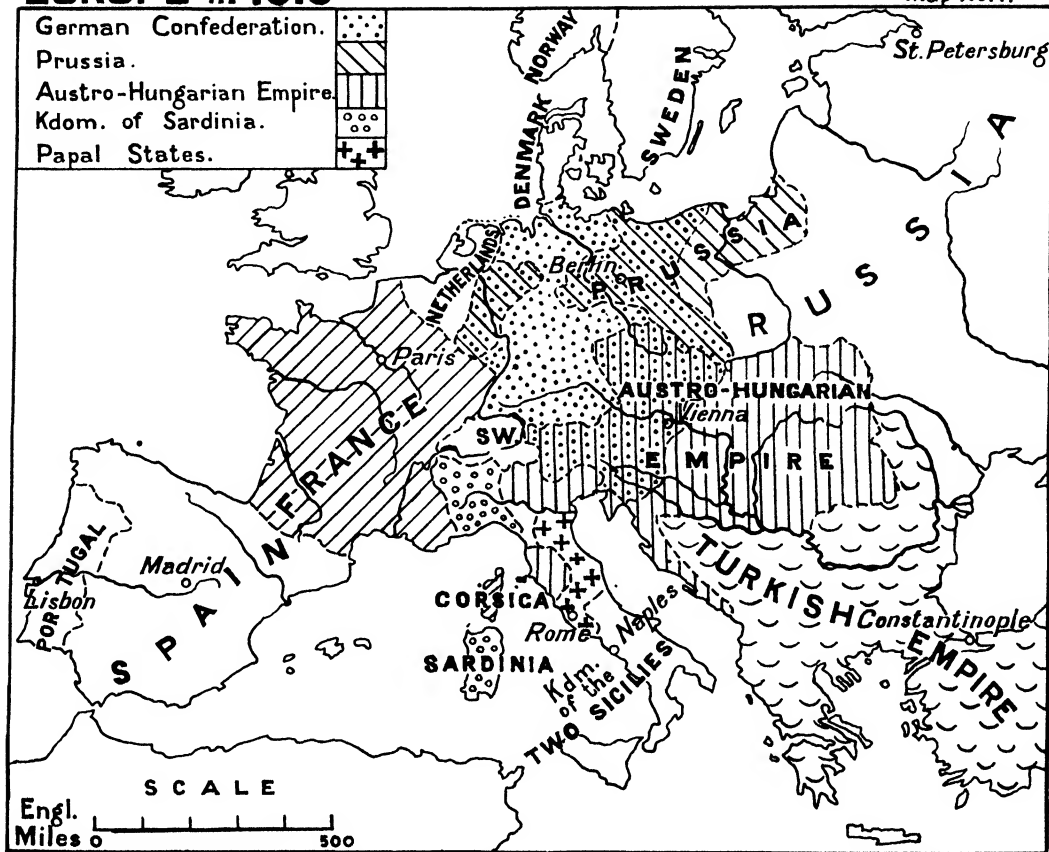 German Confederation.
Prussia.
Austro-Hungarian Empire.
Kdom. of Sardinia.
Papal States.
St. Petersburg
NORWAY
SWEDEN
DENMARK
RUSSIA
PRUSSIA
Berlin
NETHERLANDS
Paris
FRANCE
SW.
AUSTRO-HUNGARIAN
EMPIRE
Vienna
PORTUGAL
Lisbon
Madrid
SPAIN
CORSICA
SARDINIA
Rome
Naples
Kdm.
of the
TWO SICILIES
TURKISH
EMPIRE
Constantinople
SCALE
Engl.
Miles 0 500